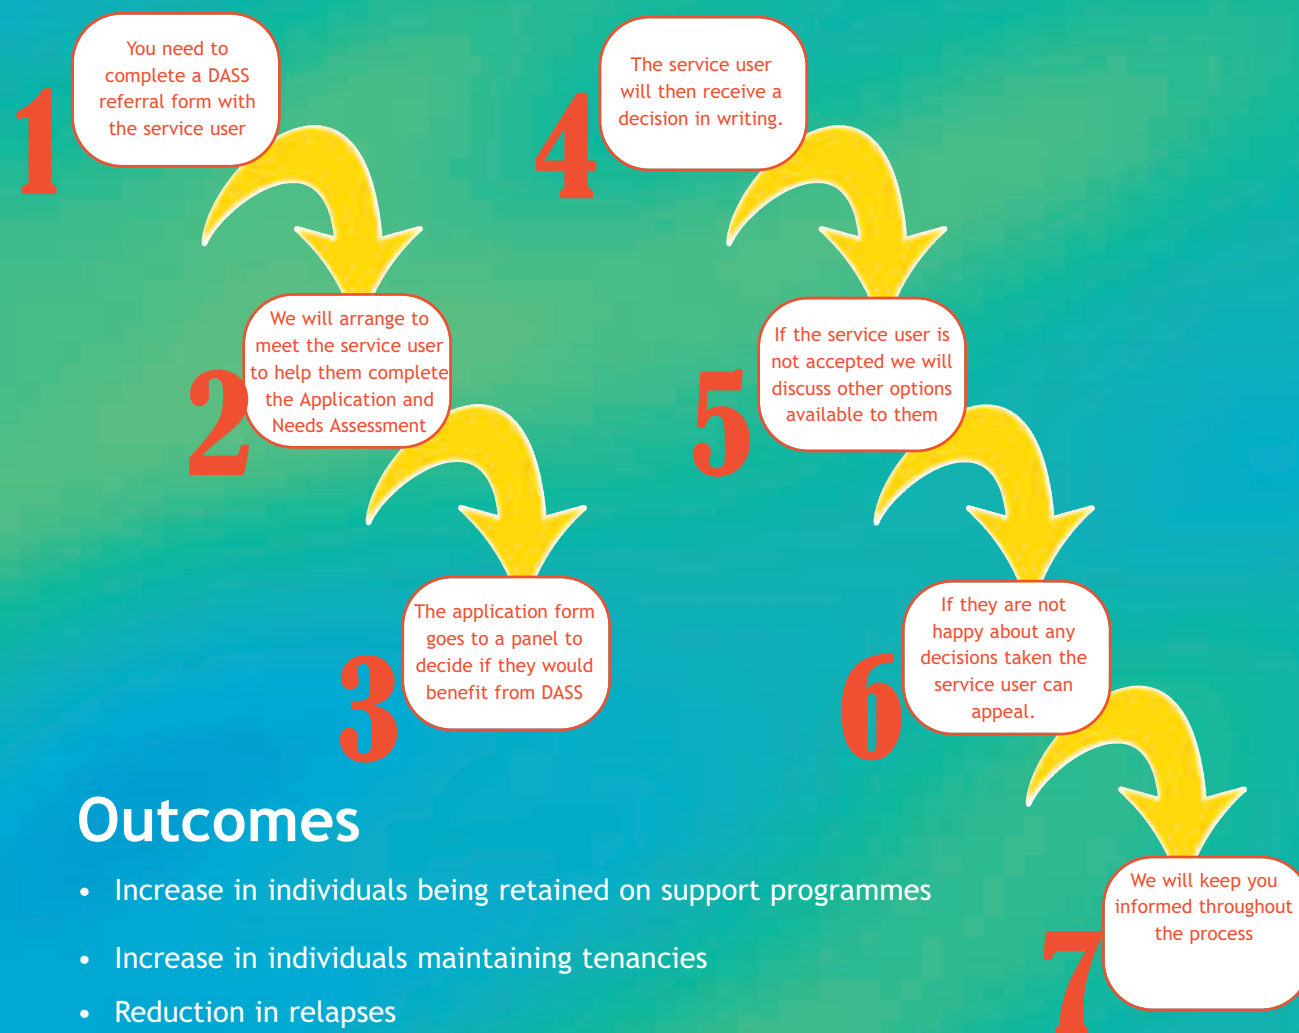 1
You need to
complete a DASS
referral form with
the service user
2
We will arrange to
meet the service user
to help them complete
the Application and
Needs Assessment
3
The application form
goes to a panel to
decide if they would
benefit from DASS
4
The service user
will then receive a
decision in writing.
5
If the service user is
not accepted we will
discuss other options
available to them
6
If they are not
happy about any
decisions taken the
service user can
appeal.
7
We will keep you
informed throughout
the process
Outcomes
• Increase in individuals being retained on support programmes
• Increase in individuals maintaining tenancies
• Reduction in relapses